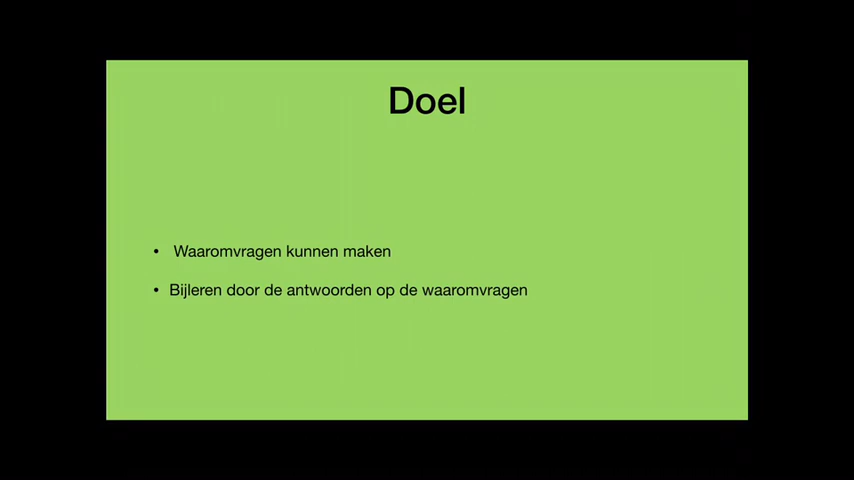 Doel
• Waaromvragen kunnen maken
• Bijleren door de antwoorden op de waaromvragen